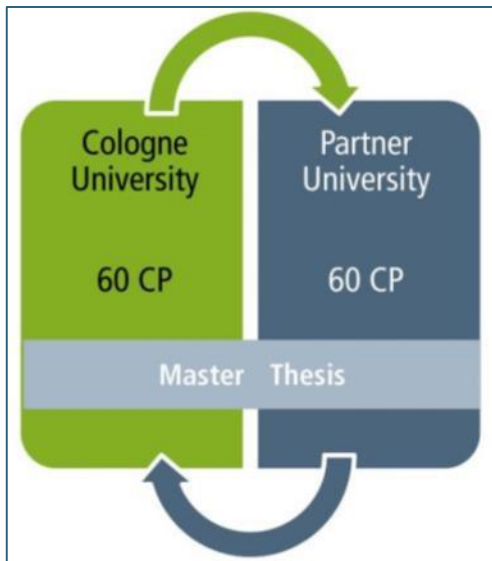 Cologne
University
Partner
University
60 CP
60 CP
Master Thesis